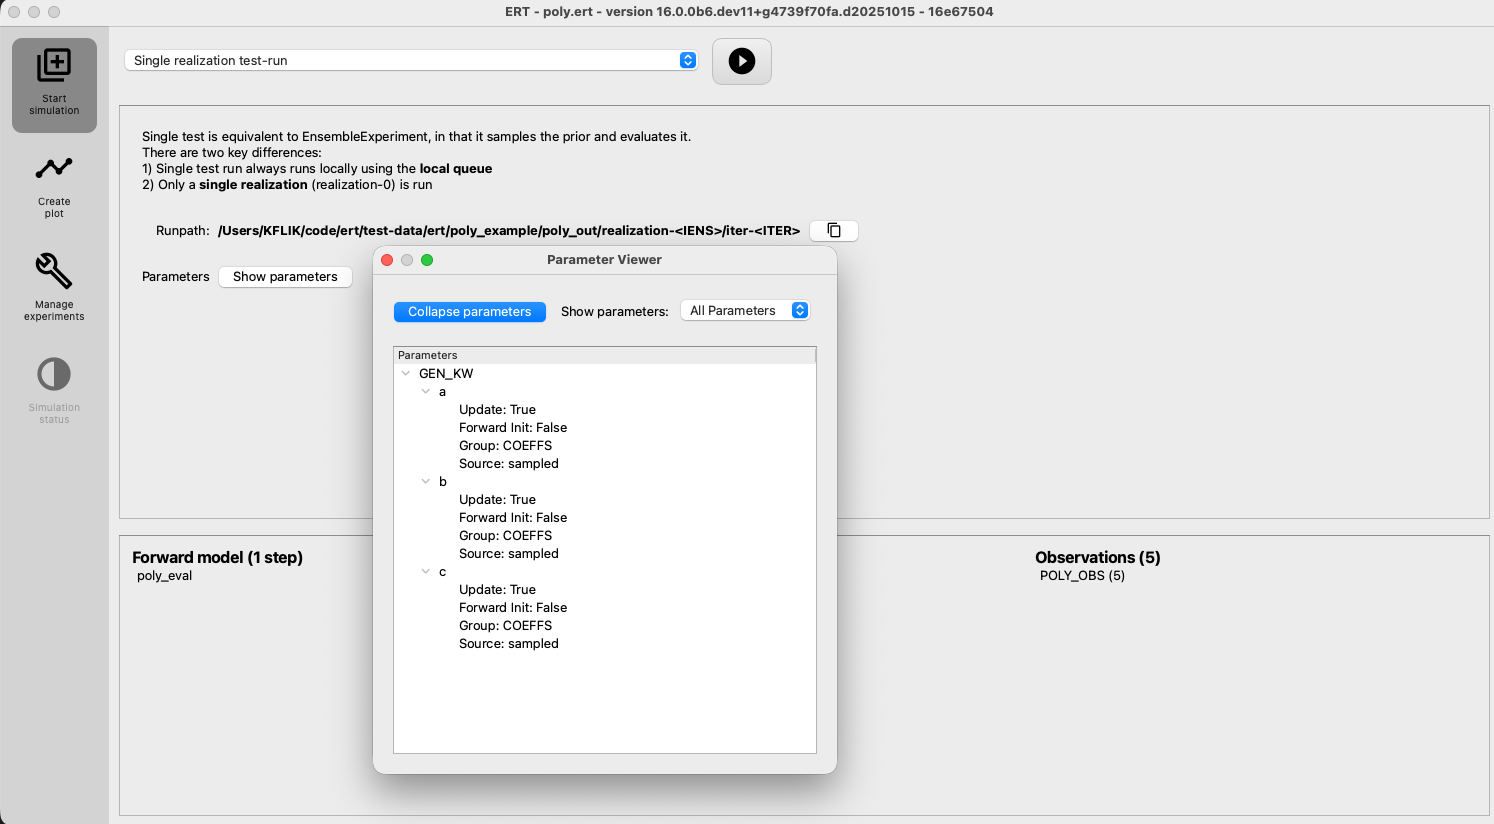 ERT - poly.ert - version 16.0.0b6.dev11+g4739f70fa.d20251015 - 16e67504
Start
simulation
Create
plot
Manage
experiments
Simulation
status
Single realization test-run
Single test is equivalent to EnsembleExperiment, in that it samples the prior and evaluates it.
There are two key differences:
1) Single test run always runs locally using the local queue
2) Only a single realization (realization-0) is run
Runpath: /Users/KFLIK/code/ert/test-data/ert/poly_example/poly_out/realization-<IENS>/iter-<ITER>
Parameters Show parameters
Parameter Viewer
Collapse parameters Show parameters: All Parameters
Parameters
GEN_KW
a
Update: True
Forward Init: False
Group: COEFFS
Source: sampled
b
Update: True
Forward Init: False
Group: COEFFS
Source: sampled
c
Update: True
Forward Init: False
Group: COEFFS
Source: sampled
Forward model (1 step)
poly_eval
Observations (5)
POLY_OBS (5)